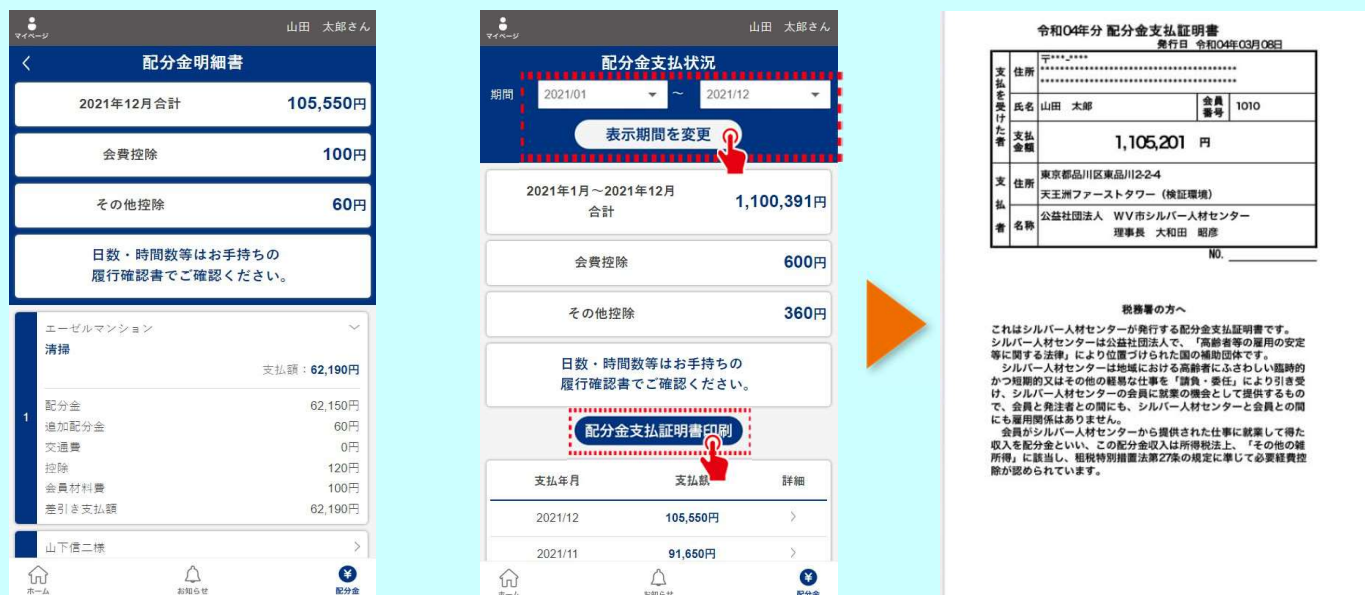 マイページ
山田 太郎さん
配分金明細書
2021年12月合計 105,550円
会費控除 100円
その他控除 60円
日数・時間数等はお手持ちの
履行確認書でご確認ください。
エーゼルマンション
清掃
支払額：62,190円
1
配分金 62,150円
追加配分金 60円
交通費 0円
控除 120円
会員材料費 100円
差引き支払額 62,190円
山下信二様
ホーム
お知らせ
配分金
マイページ
山田 太郎さん
配分金支払状況
期間 2021/01 ～ 2021/12
表示期間を変更
2021年1月～2021年12月
合計
1,100,391円
会費控除 600円
その他控除 360円
日数・時間数等はお手持ちの
履行確認書でご確認ください。
配分金支払証明書印刷
支払年月 支払額 詳細
2021/12 105,550円
2021/11 91,650円
ホーム
お知らせ
配分金
令和04年分 配分金支払証明書
発行日 令和04年03月08日
支払を受けた者
住所
〒***-****
**************************************
**************************************
氏名 山田 太郎 会員番号 1010
支払金額 1,105,201 円
支払者
住所 東京都品川区東品川2-2-4
天王洲ファーストタワー（検証環境）
名称 公益社団法人 WV市シルバー人材センター
理事長 大和田 昭彦
NO.
税務署の方へ
これはシルバー人材センターが発行する配分金支払証明書です。
シルバー人材センターは公益社団法人で、「高齢者等の雇用の安定
等に関する法律」により位置づけられた国の補助団体です。
シルバー人材センターは地域における高齢者にふさわしい臨時的
かつ短期的又はその他の軽易な仕事を「請負・委任」により引き受
け、シルバー人材センターの会員に就業の機会として提供するもの
で、会員と発注者との間にも、シルバー人材センターと会員との間
にも雇用関係はありません。
会員がシルバー人材センターから提供された仕事に就業して得た
収入を配分金といい、この配分金収入は所得税法上、「その他の雑
所得」に該当し、租税特別措置法第27条の規定に準じて必要経費控
除が認められています。